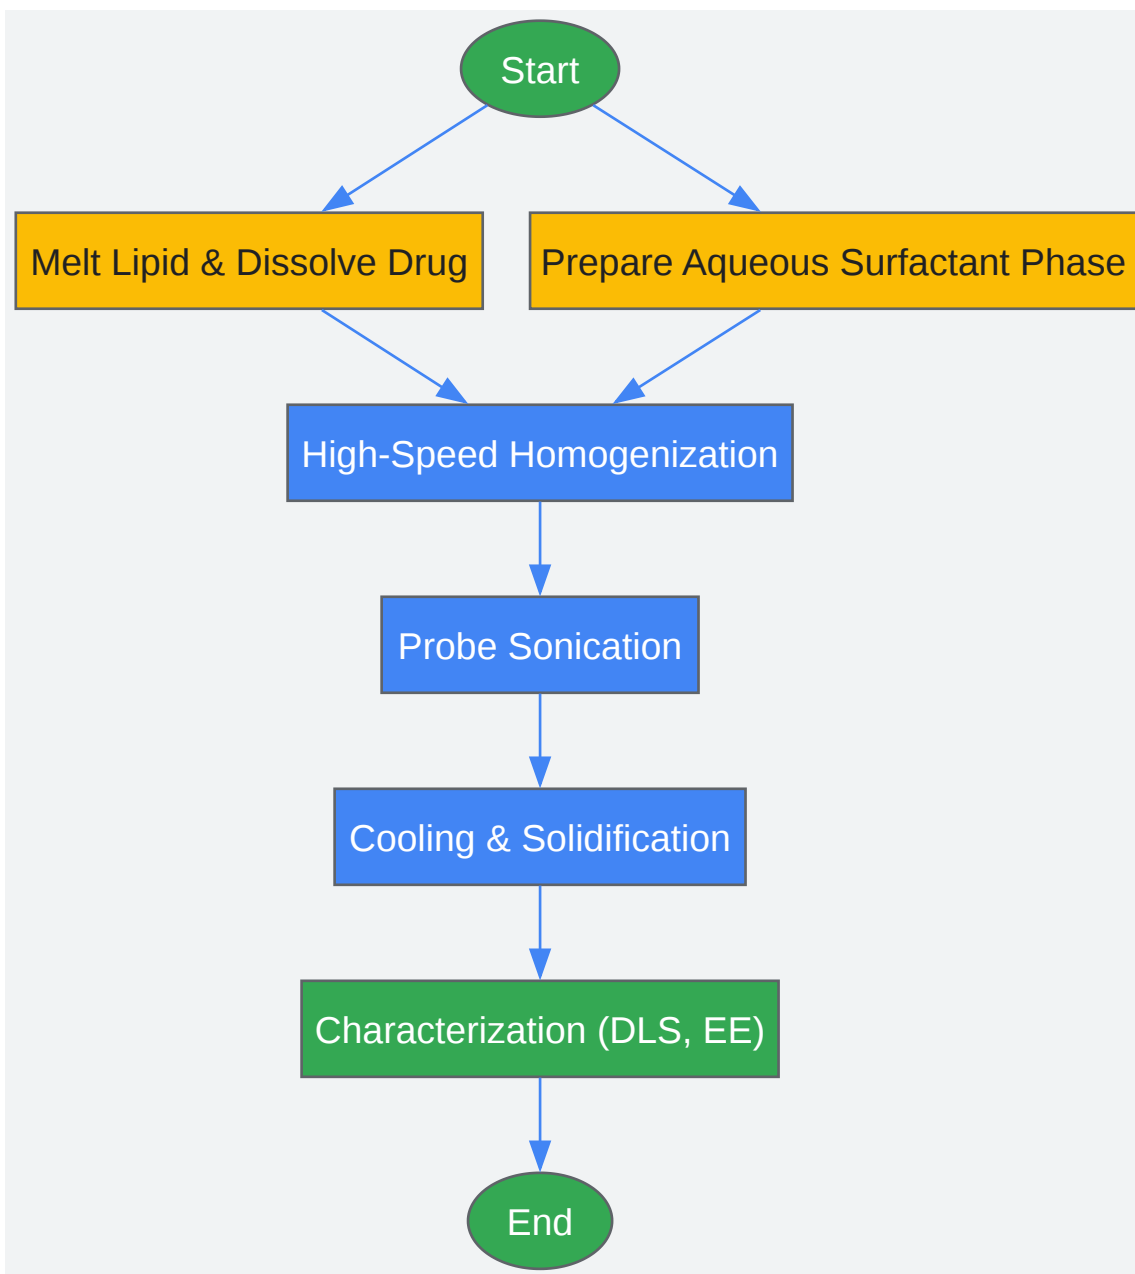 Start
Melt Lipid & Dissolve Drug
Prepare Aqueous Surfactant Phase
High-Speed Homogenization
Probe Sonication
Cooling & Solidification
Characterization (DLS, EE)
End